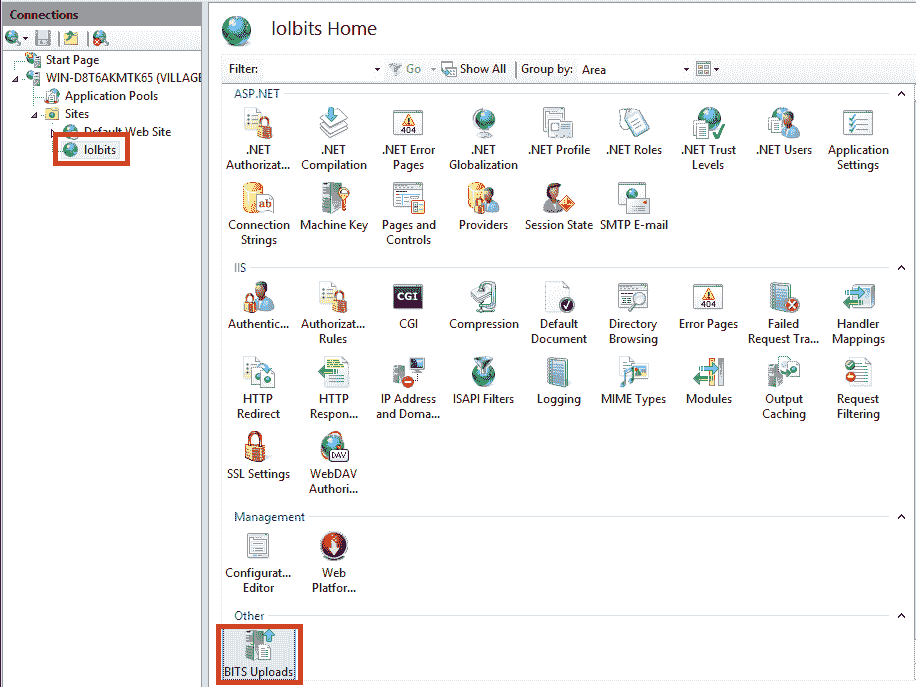 Connections
Start Page
WIN-D8T6AKMTK65 (VILLAGE
Application Pools
Sites
Default Web Site
lolbits
lolbits Home
Filter: Go Show All Group by: Area
ASP.NET
.NET Authorizat...
.NET Compilation
.NET Error Pages
.NET Globalization
.NET Profile
.NET Roles
.NET Trust Levels
.NET Users
Application Settings
Connection Strings
Machine Key
Pages and Controls
Providers
Session State
SMTP E-mail
IIS
Authentic...
Authorizat... Rules
CGI
Compression
Default Document
Directory Browsing
Error Pages
Failed Request Tra...
Handler Mappings
HTTP Redirect
HTTP Respon...
IP Address and Doma...
ISAPI Filters
Logging
MIME Types
Modules
Output Caching
Request Filtering
SSL Settings
WebDAV Authori...
Management
Configurat... Editor
Web Platfor...
Other
BITS Uploads